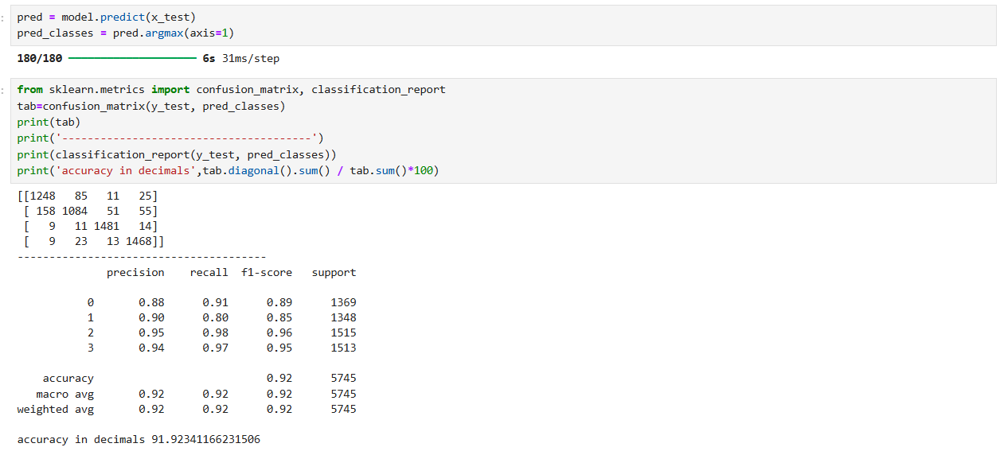 : pred = model.predict(x_test)
pred_classes = pred.argmax(axis=1)
180/180 ━━━━━━━━━━━━━━━━━━━━ 6s 31ms/step
: from sklearn.metrics import confusion_matrix, classification_report
tab=confusion_matrix(y_test, pred_classes)
print(tab)
print('---------------------------------------')
print(classification_report(y_test, pred_classes))
print('accuracy in decimals',tab.diagonal().sum() / tab.sum()*100)
[[1248   85   11   25]
 [ 158 1084   51   55]
 [   9   11 1481   14]
 [   9   23   13 1468]]
---------------------------------------
              precision    recall  f1-score   support
           0       0.88      0.91      0.89      1369
           1       0.90      0.80      0.85      1348
           2       0.95      0.98      0.96      1515
           3       0.94      0.97      0.95      1513
    accuracy                           0.92      5745
   macro avg       0.92      0.92      0.92      5745
weighted avg       0.92      0.92      0.92      5745
accuracy in decimals 91.92341166231506